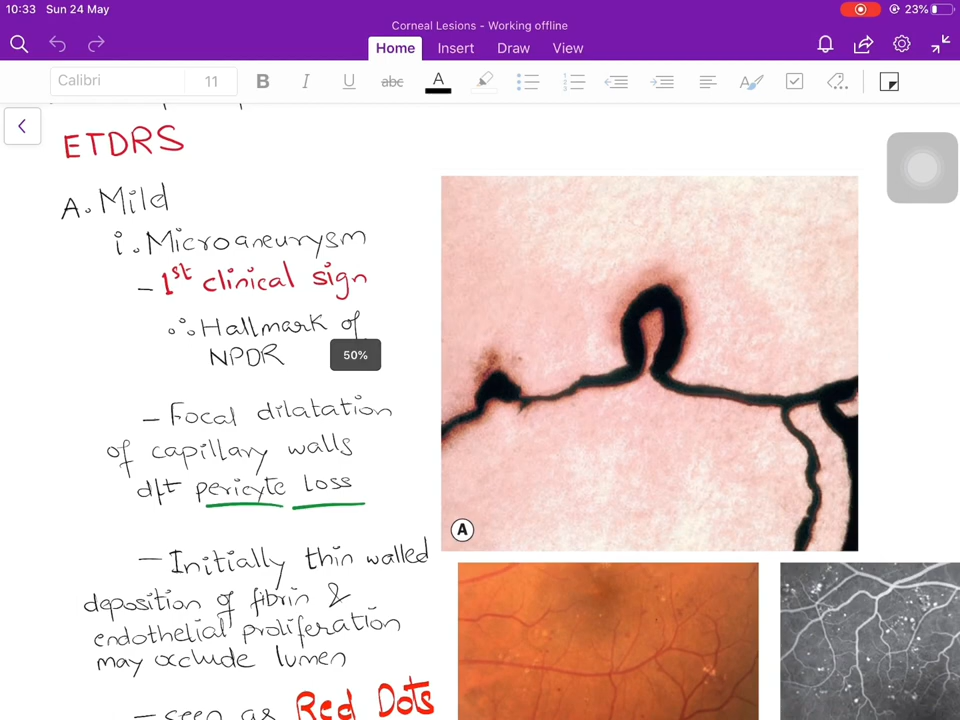 10:33 Sun 24 May
23%
Corneal Lesions - Working offline
Home Insert Draw View
Calibri 11 B I U abc A
ETDRS
A. Mild
i. Microaneurysm
- 1st clinical sign
∴ Hallmark of
NPDR
50%
- Focal dilatation
of capillary walls
d/t pericyte loss
- Initially thin walled
deposition of fibrin &
endothelial proliferation
may occlude lumen
- seen as Red Dots
A